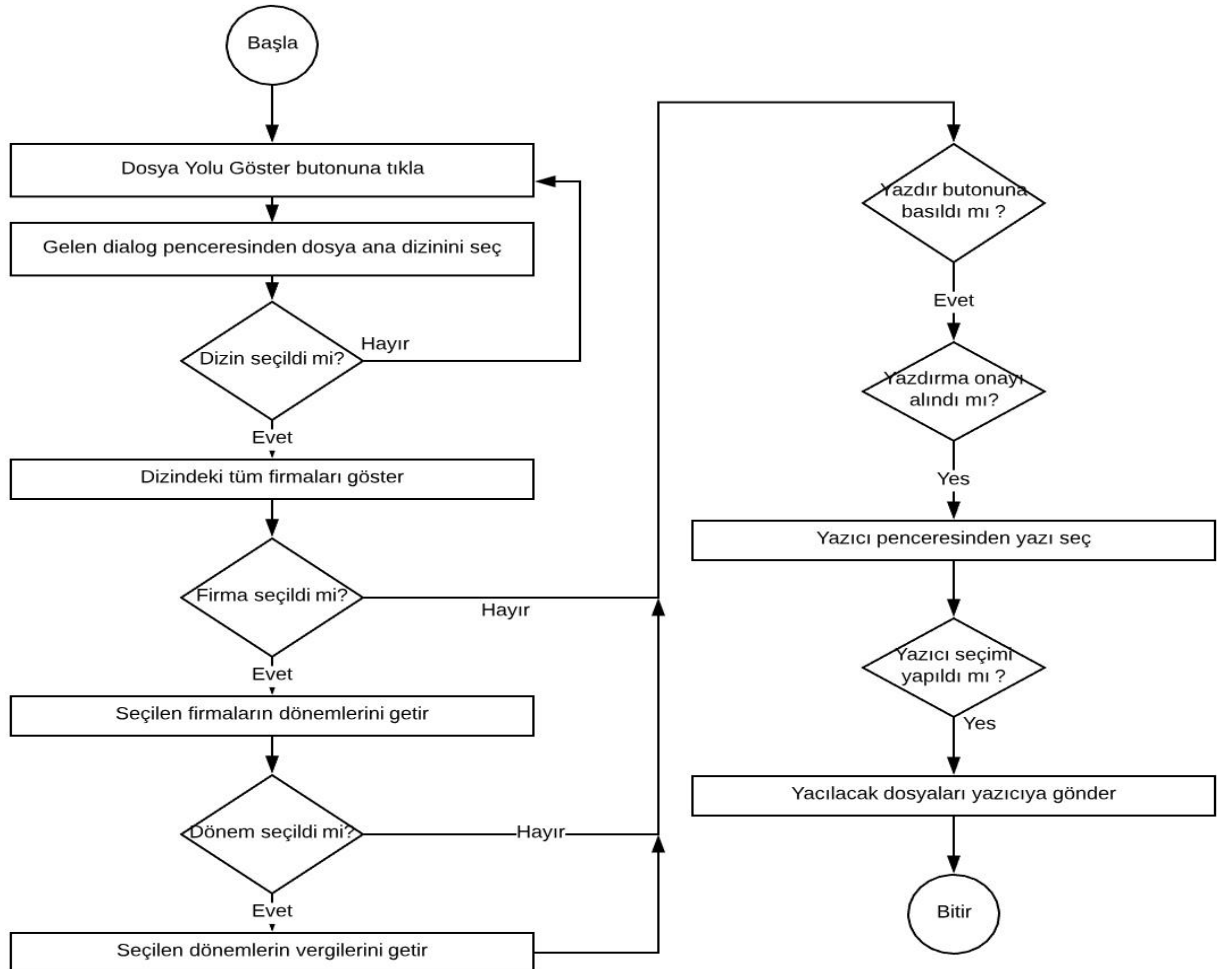 Başla
Dosya Yolu Göster butonuna tıkla
Gelen dialog penceresinden dosya ana dizinini seç
Dizin seçildi mi?
Hayır
Evet
Dizindeki tüm firmaları göster
Firma seçildi mi?
Hayır
Evet
Seçilen firmaların dönemlerini getir
Dönem seçildi mi?
Hayır
Evet
Seçilen dönemlerin vergilerini getir
Yazdır butonuna
basıldı mı ?
Evet
Yazdırma onayı
alındı mı?
Yes
Yazıcı penceresinden yazı seç
Yazıcı seçimi
yapıldı mı ?
Yes
Yacılacak dosyaları yazıcıya gönder
Bitir